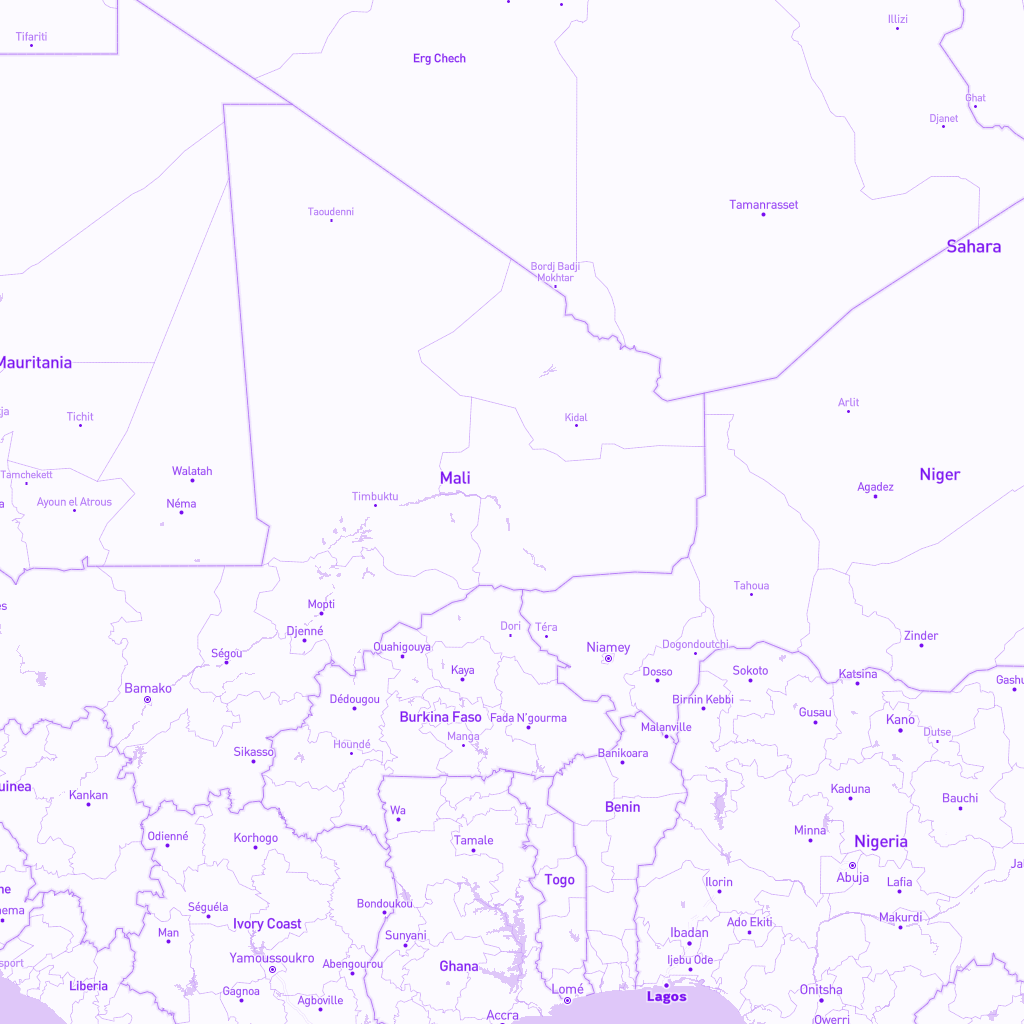 Illizi
Tifariti
Erg Chech
Ghat
Djanet
Tamanrasset
Taoudenni
Sahara
Bordj Badji
Mokhtar
Mauritania
Arlit
Tichit
Kidal
Walatah
Tamchekett
Mali
Niger
Agadez
Timbuktu
Ayoun el Atrous
Néma
Tahoua
Mopti
Dori
Téra
Djenné
Zinder
Ouahigouya
Niamey
Dogondoutchi
Ségou
Kaya
Dosso
Sokoto
Katsina
Bamako
Dédougou
Birnin Kebbi
Burkina Faso
Fada N'gourma
Gusau
Kano
Malanville
Manga
Dutse
Sikasso
Houndé
Banikoara
Kankan
Kaduna
Bauchi
Wa
Benin
Odienné
Korhogo
Tamale
Minna
Nigeria
Abuja
Togo
Ilorin
Lafia
Séguéla
Bondoukou
Ivory Coast
Ado Ekiti
Makurdi
Man
Sunyani
Ibadan
Yamoussoukro
Abengourou
Ghana
Ijebu Ode
Liberia
Gagnoa
Agboville
Lomé
Lagos
Onitsha
Accra
Owerri